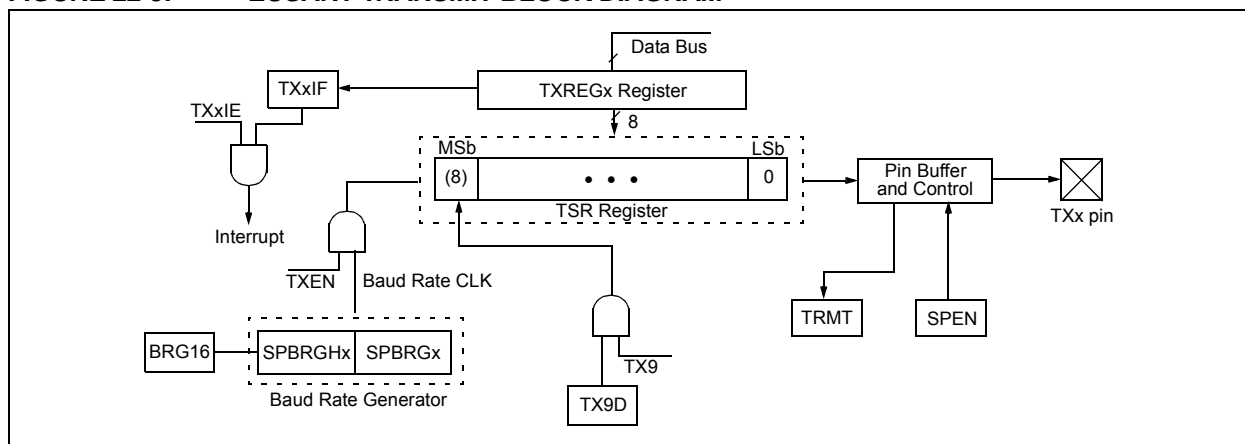 Data Bus
TXxIF
TXREGx Register
TXxIE
8
MSb
LSb
(8)
• • •
0
Pin Buffer
and Control
TSR Register
TXx pin
Interrupt
TXEN
Baud Rate CLK
TRMT
SPEN
BRG16
SPBRGHx
SPBRGx
TX9
Baud Rate Generator
TX9D